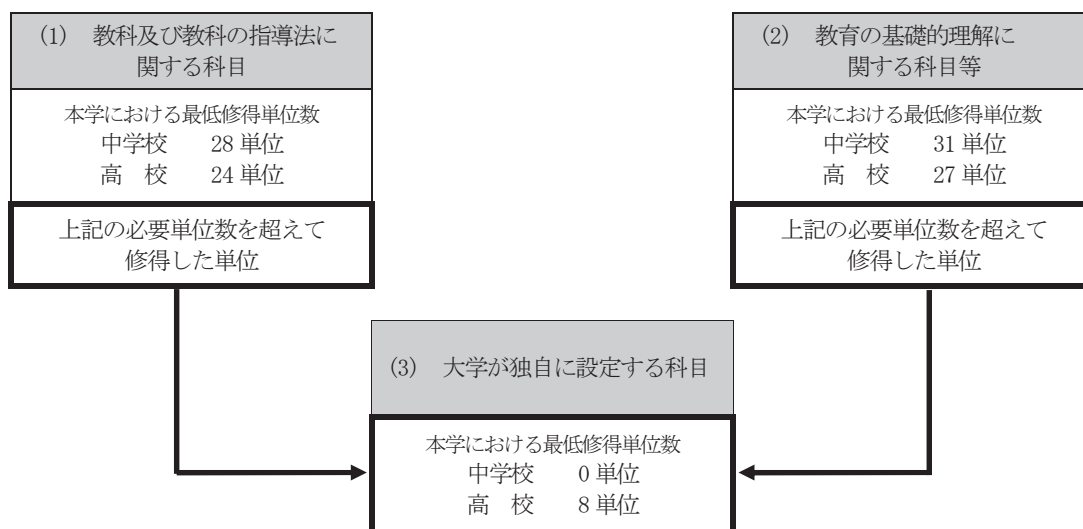 (1) 教科及び教科の指導法に
関する科目
本学における最低修得単位数
中学校 28 単位
高 校 24 単位
上記の必要単位数を超えて
修得した単位
(2) 教育の基礎的理解に
関する科目等
本学における最低修得単位数
中学校 31 単位
高 校 27 単位
上記の必要単位数を超えて
修得した単位
(3) 大学が独自に設定する科目
本学における最低修得単位数
中学校 0 単位
高 校 8 単位